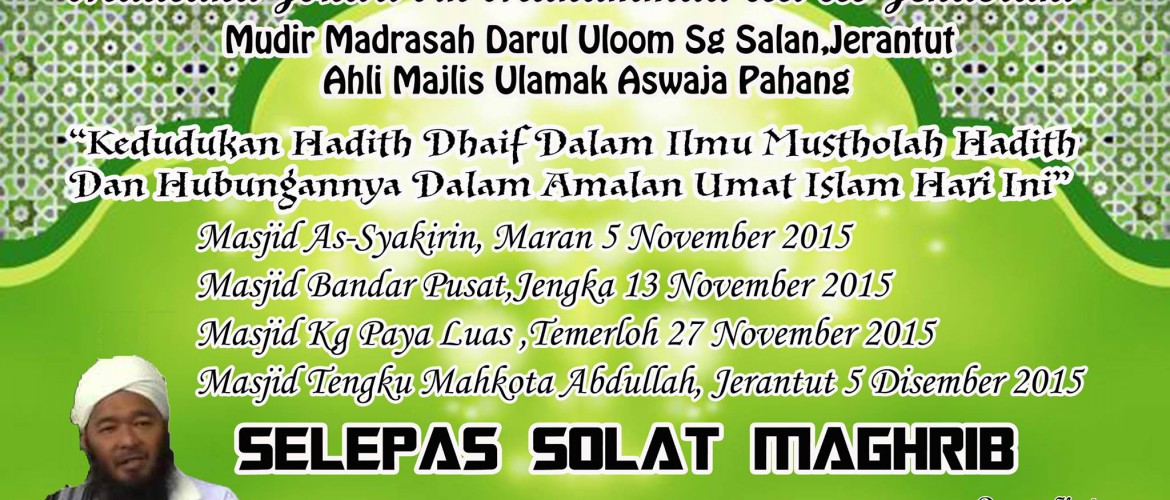 Mudir Madrasah Darul Uloom Sg Salan,Jerantut
Ahli Majlis Ulamak Aswaja Pahang
“Kedudukan Hadith Dhaif Dalam Ilmu Mustholah Hadith
Dan Hubungannya Dalam Amalan Umat Islam Hari Ini”
Masjid As-Syakirin, Maran 5 November 2015
Masjid Bandar Pusat,Jengka 13 November 2015
Masjid Kg Paya Luas ,Temerloh 27 November 2015
Masjid Tengku Mahkota Abdullah, Jerantut 5 Disember 2015
SELEPAS SOLAT MAGHRIB